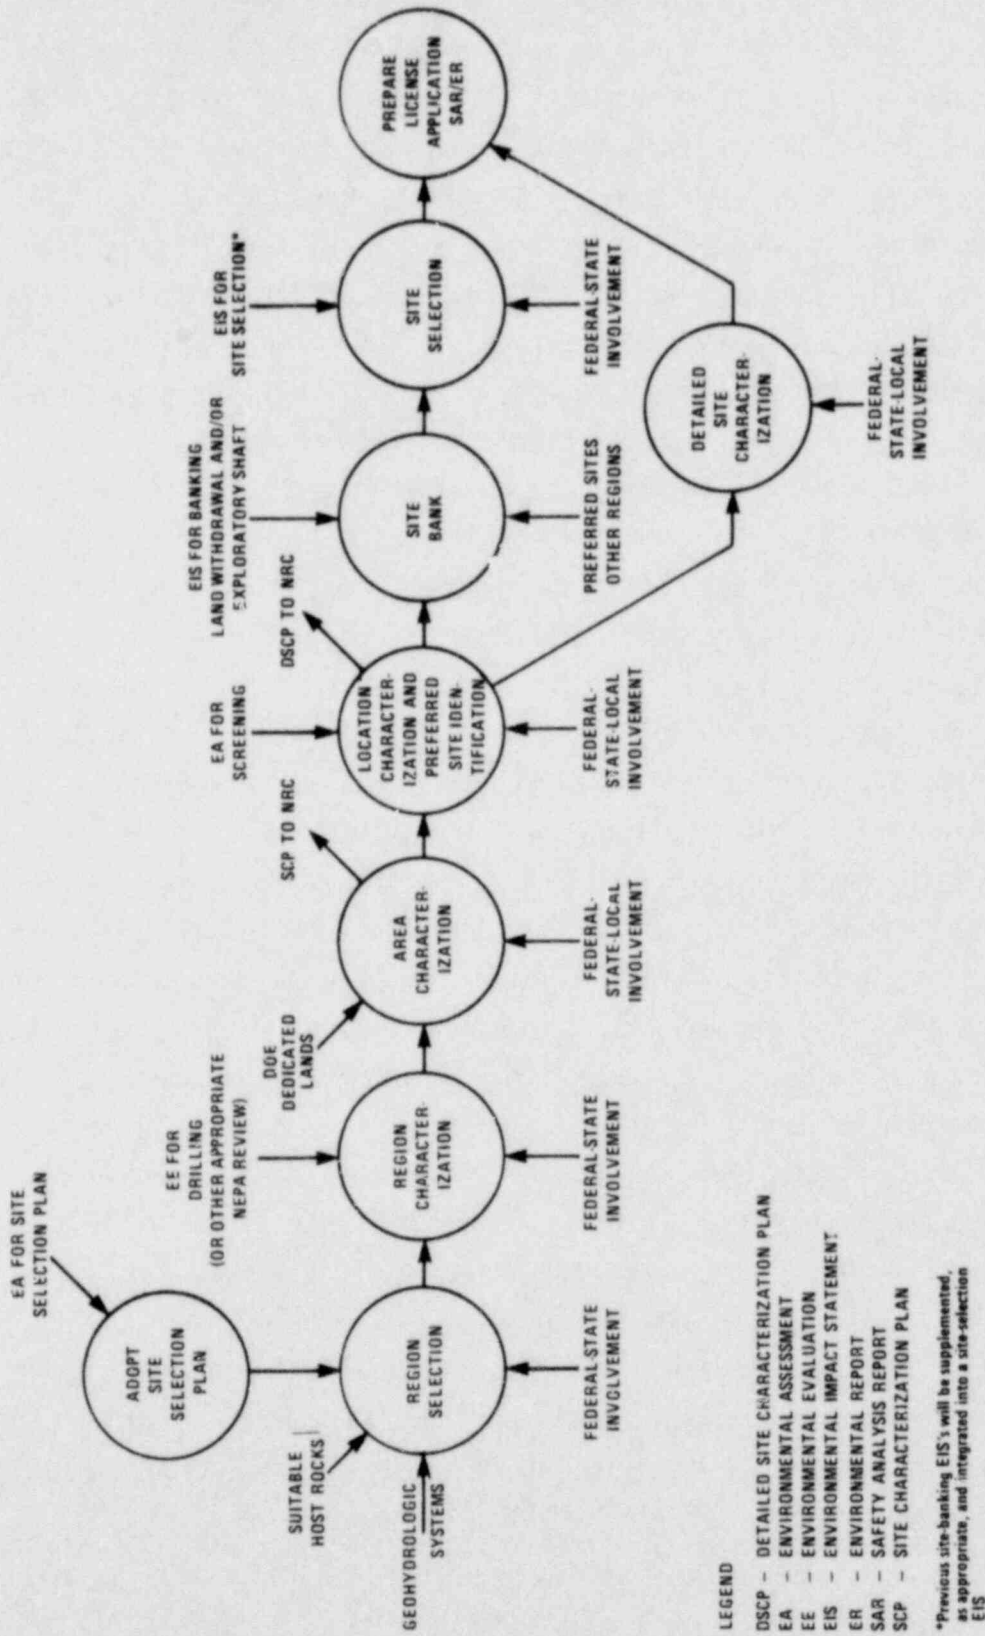 EA FOR SITE
SELECTION PLAN
ADOPT
SITE
SELECTION
PLAN
SUITABLE
HOST ROCKS
GEOHYDROLOGIC
SYSTEMS
REGION
SELECTION
FEDERAL-STATE
INVOLVEMENT
EE FOR
DRILLING
(OR OTHER APPROPRIATE
NEPA REVIEW)
REGION
CHARACTER-
IZATION
FEDERAL-STATE
INVOLVEMENT
DOE
DEDICATED
LANDS
AREA
CHARACTER-
IZATION
SCP TO NRC
FEDERAL-
STATE-LOCAL
INVOLVEMENT
EA FOR
SCREENING
LOCATION
CHARACTER-
IZATION AND
PREFERRED
SITE IDEN-
TIFICATION
DSCP TO NRC
FEDERAL-
STATE-LOCAL
INVOLVEMENT
EIS FOR BANKING
LAND WITHDRAWAL AND/OR
EXPLORATORY SHAFT
SITE
BANK
PREFERRED SITES
OTHER REGIONS
EIS FOR
SITE SELECTION*
SITE
SELECTION
FEDERAL-STATE
INVOLVEMENT
DETAILED
SITE
CHARACTER-
IZATION
FEDERAL-
STATE-LOCAL
INVOLVEMENT
PREPARE
LICENSE
APPLICATION
SAR/ER
LEGEND
DSCP – DETAILED SITE CHARACTERIZATION PLAN
EA – ENVIRONMENTAL ASSESSMENT
EE – ENVIRONMENTAL EVALUATION
EIS – ENVIRONMENTAL IMPACT STATEMENT
ER – ENVIRONMENTAL REPORT
SAR – SAFETY ANALYSIS REPORT
SCP – SITE CHARACTERIZATION PLAN
*Previous site-banking EIS's will be supplemented,
as appropriate, and integrated into a site-selection
EIS